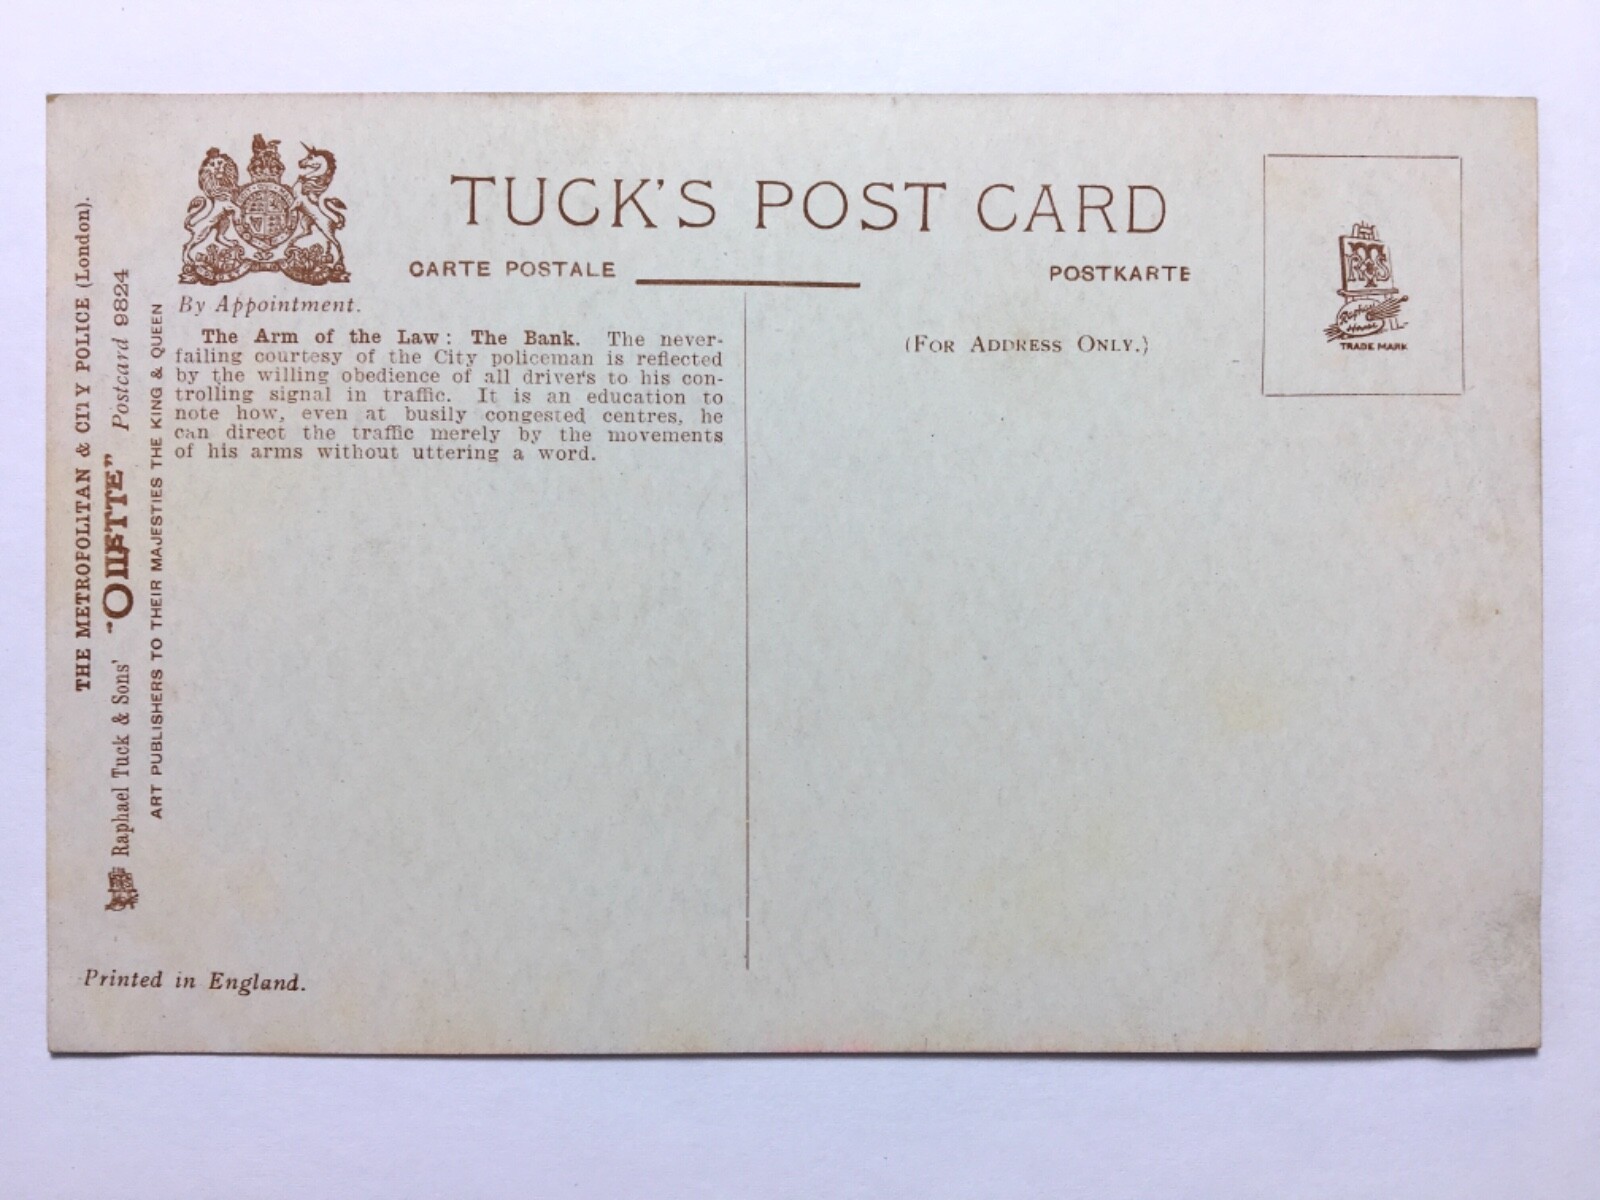 THE METROPOLITAN & CITY POLICE (London).
Raphael Tuck & Sons' "OILETTE" Postcard 9824
ART PUBLISHERS TO THEIR MAJESTIES THE KING & QUEEN
By Appointment.
TUCK'S POST CARD
CARTE POSTALE
POSTKARTE
The Arm of the Law: The Bank. The never-
failing courtesy of the City policeman is reflected
by the willing obedience of all drivers to his con-
trolling signal in traffic. It is an education to
note how, even at busily congested centres, he
can direct the traffic merely by the movements
of his arms without uttering a word.
(FOR ADDRESS ONLY.)
Raphael
House
TRADE MARK
Printed in England.